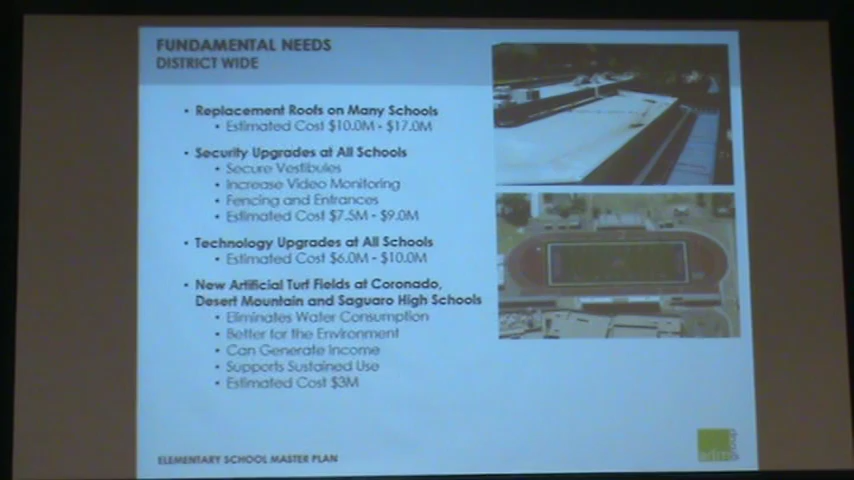 FUNDAMENTAL NEEDS
DISTRICT WIDE
• Replacement Roofs on Many Schools
• Estimated Cost $10.0M - $17.0M
• Security Upgrades at All Schools
• Secure Vestibules
• Increase Video Monitoring
• Fencing and Entrances
• Estimated Cost $7.5M - $9.0M
• Technology Upgrades at All Schools
• Estimated Cost $6.0M - $10.0M
• New Artificial Turf Fields at Coronado,
Desert Mountain and Saguaro High Schools
• Eliminates Water Consumption
• Better for the Environment
• Can Generate Income
• Supports Sustained Use
• Estimated Cost $3M
ELEMENTARY SCHOOL MASTER PLAN
group